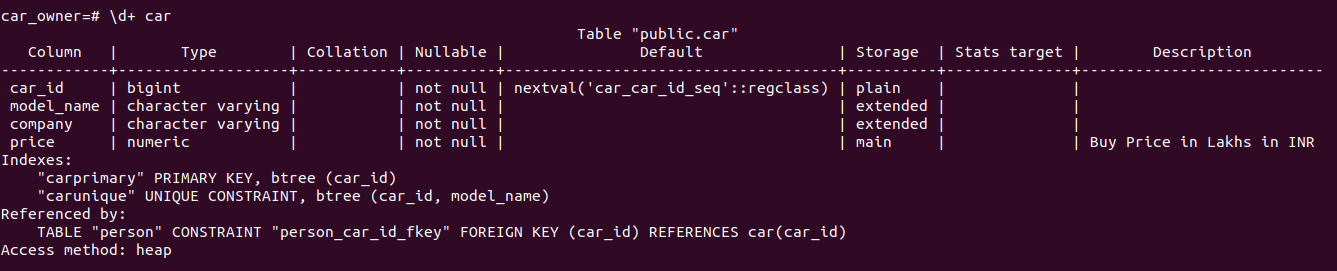 car_owner=# \d+ car
                                                                 Table "public.car"
   Column   |       Type        | Collation | Nullable |               Default                | Storage  | Stats target |        Description        
------------+-------------------+-----------+----------+--------------------------------------+----------+--------------+---------------------------
 car_id     | bigint            |           | not null | nextval('car_car_id_seq'::regclass) | plain    |              | 
 model_name | character varying |           | not null |                                      | extended |              | 
 company    | character varying |           | not null |                                      | extended |              | 
 price      | numeric           |           | not null |                                      | main     |              | Buy Price in Lakhs in INR
Indexes:
    "carprimary" PRIMARY KEY, btree (car_id)
    "carunique" UNIQUE CONSTRAINT, btree (car_id, model_name)
Referenced by:
    TABLE "person" CONSTRAINT "person_car_id_fkey" FOREIGN KEY (car_id) REFERENCES car(car_id)
Access method: heap